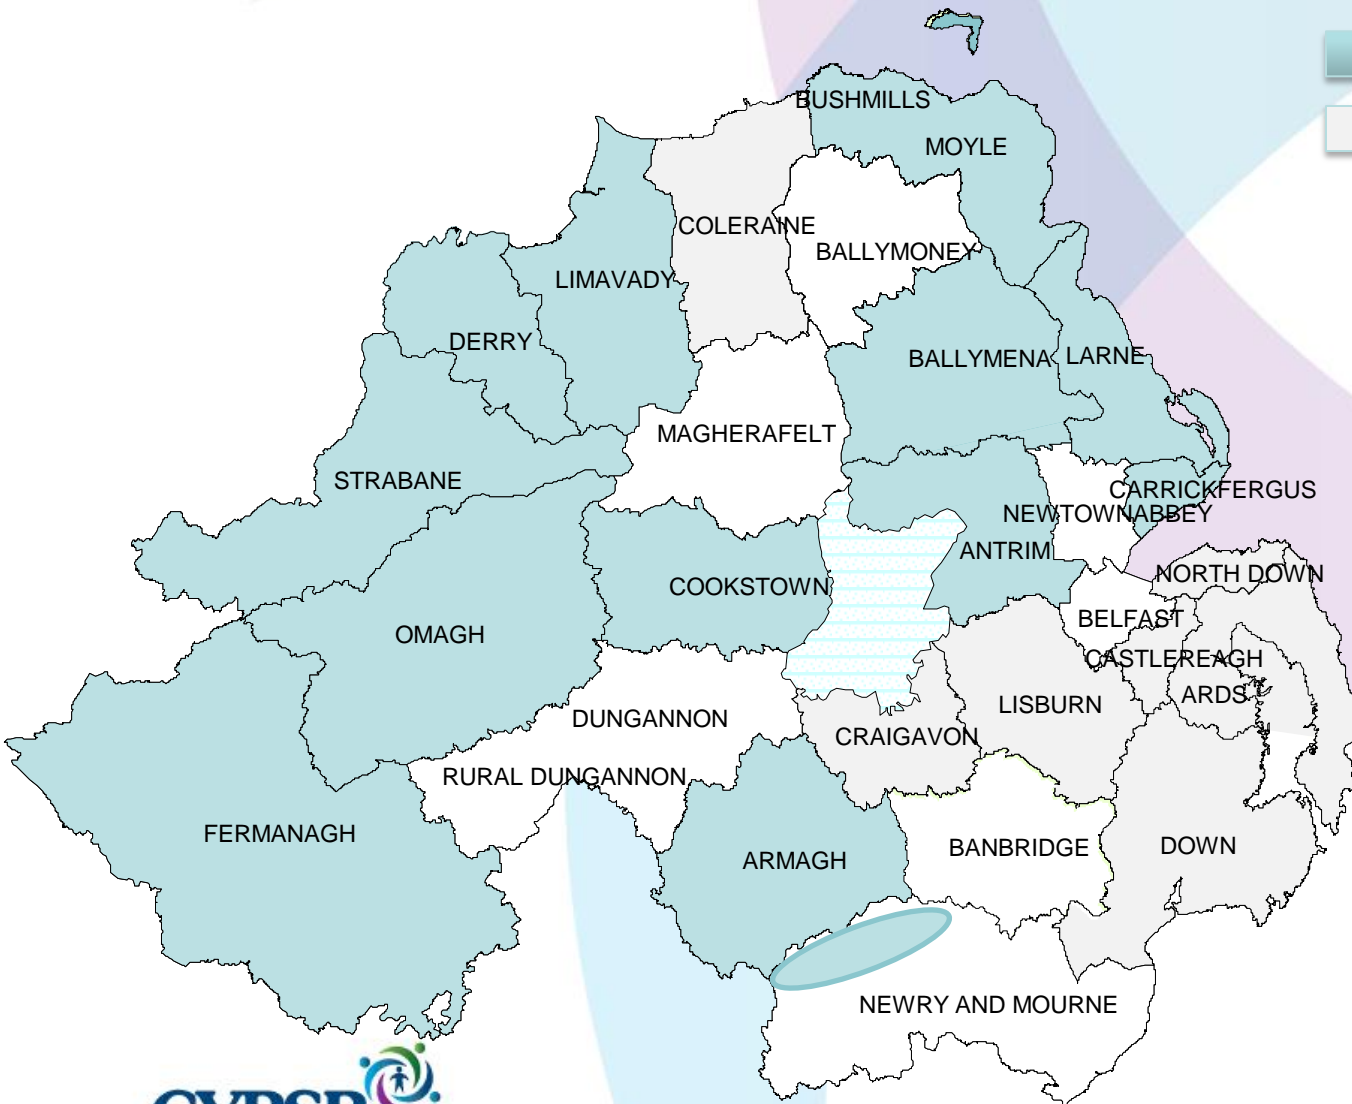 BUSHMILLS
MOYLE
COLERAINE
BALLYMONEY
LIMAVADY
DERRY
BALLYMENA
LARNE
MAGHERAFELT
STRABANE
CARRICKFERGUS
NEWTOWNABBEY
ANTRIM
NORTH DOWN
COOKSTOWN
BELFAST
OMAGH
CASTLEREAGH
ARDS
LISBURN
DUNGANNON
CRAIGAVON
RURAL DUNGANNON
FERMANAGH
ARMAGH
BANBRIDGE
DOWN
NEWRY AND MOURNE
CYPSP